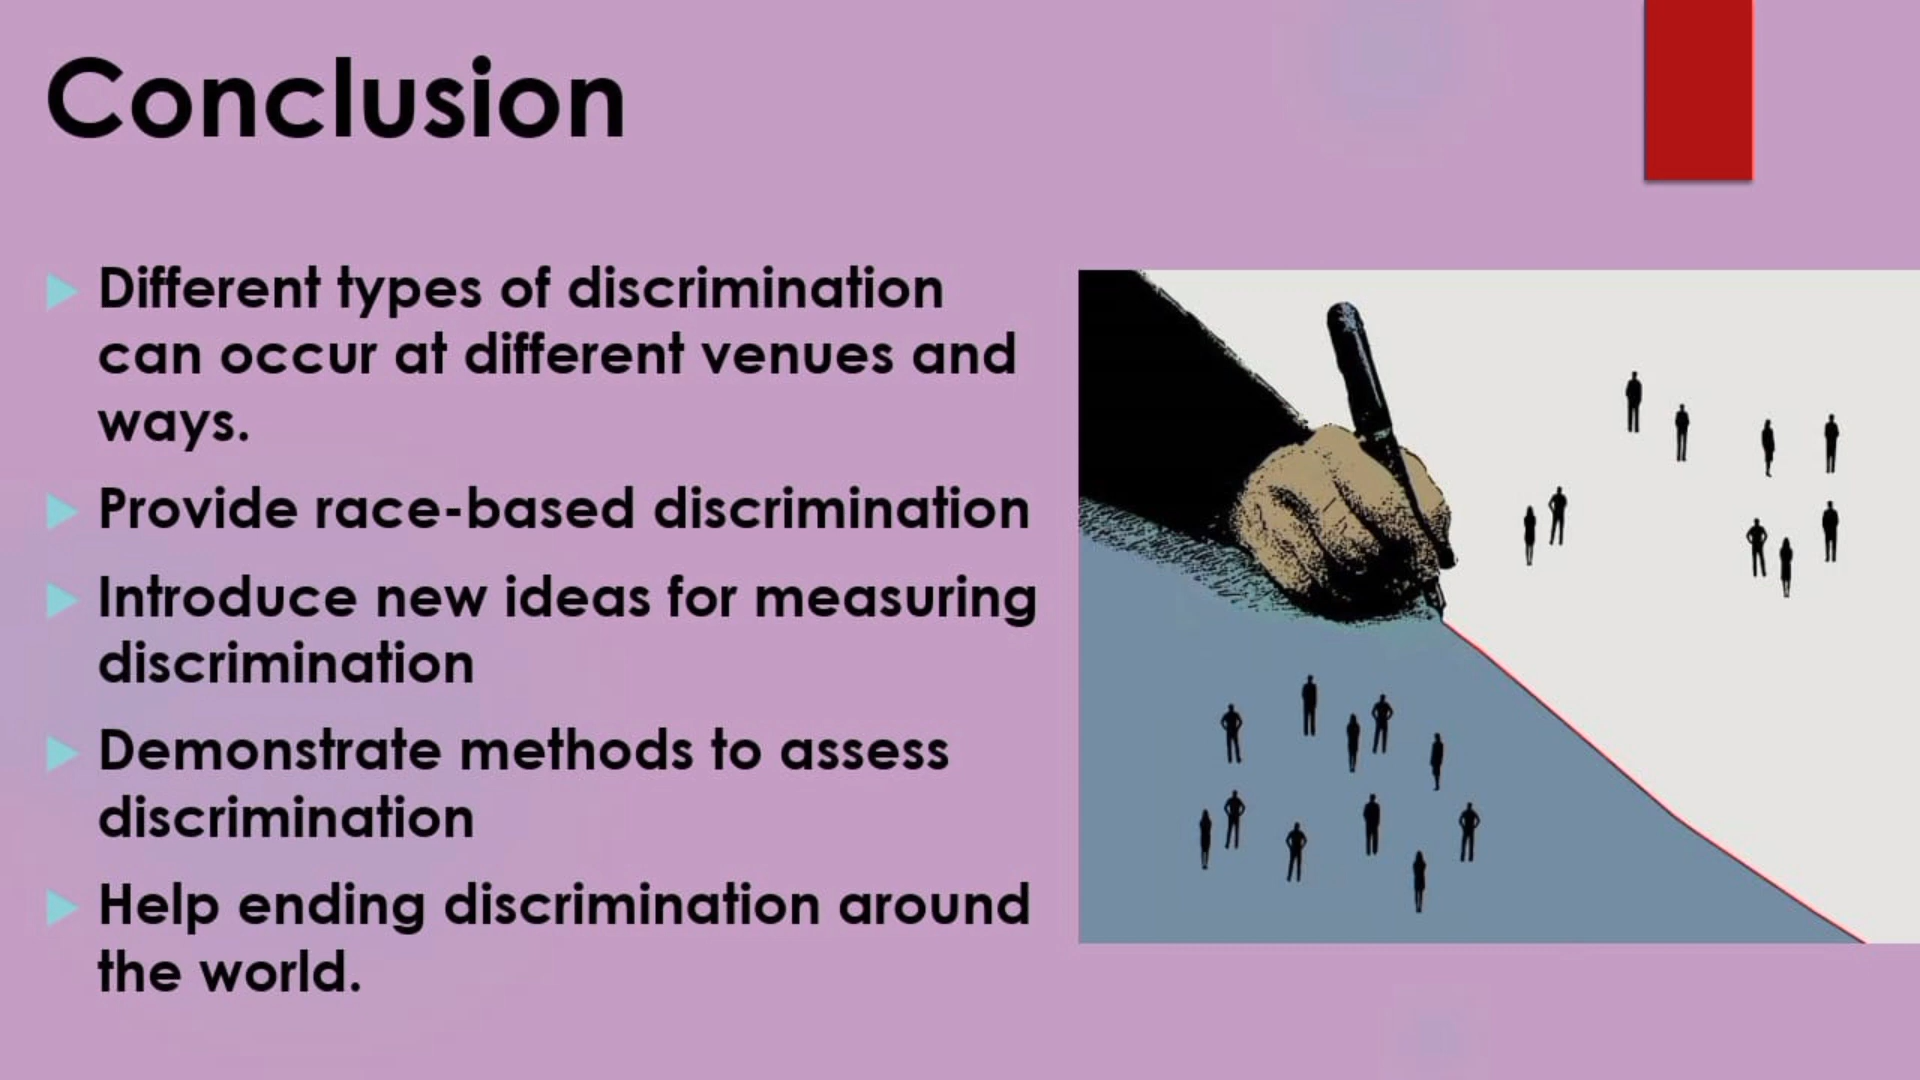 Conclusion
Different types of discrimination
can occur at different venues and
ways.
Provide race-based discrimination
Introduce new ideas for measuring
discrimination
Demonstrate methods to assess
discrimination
Help ending discrimination around
the world.